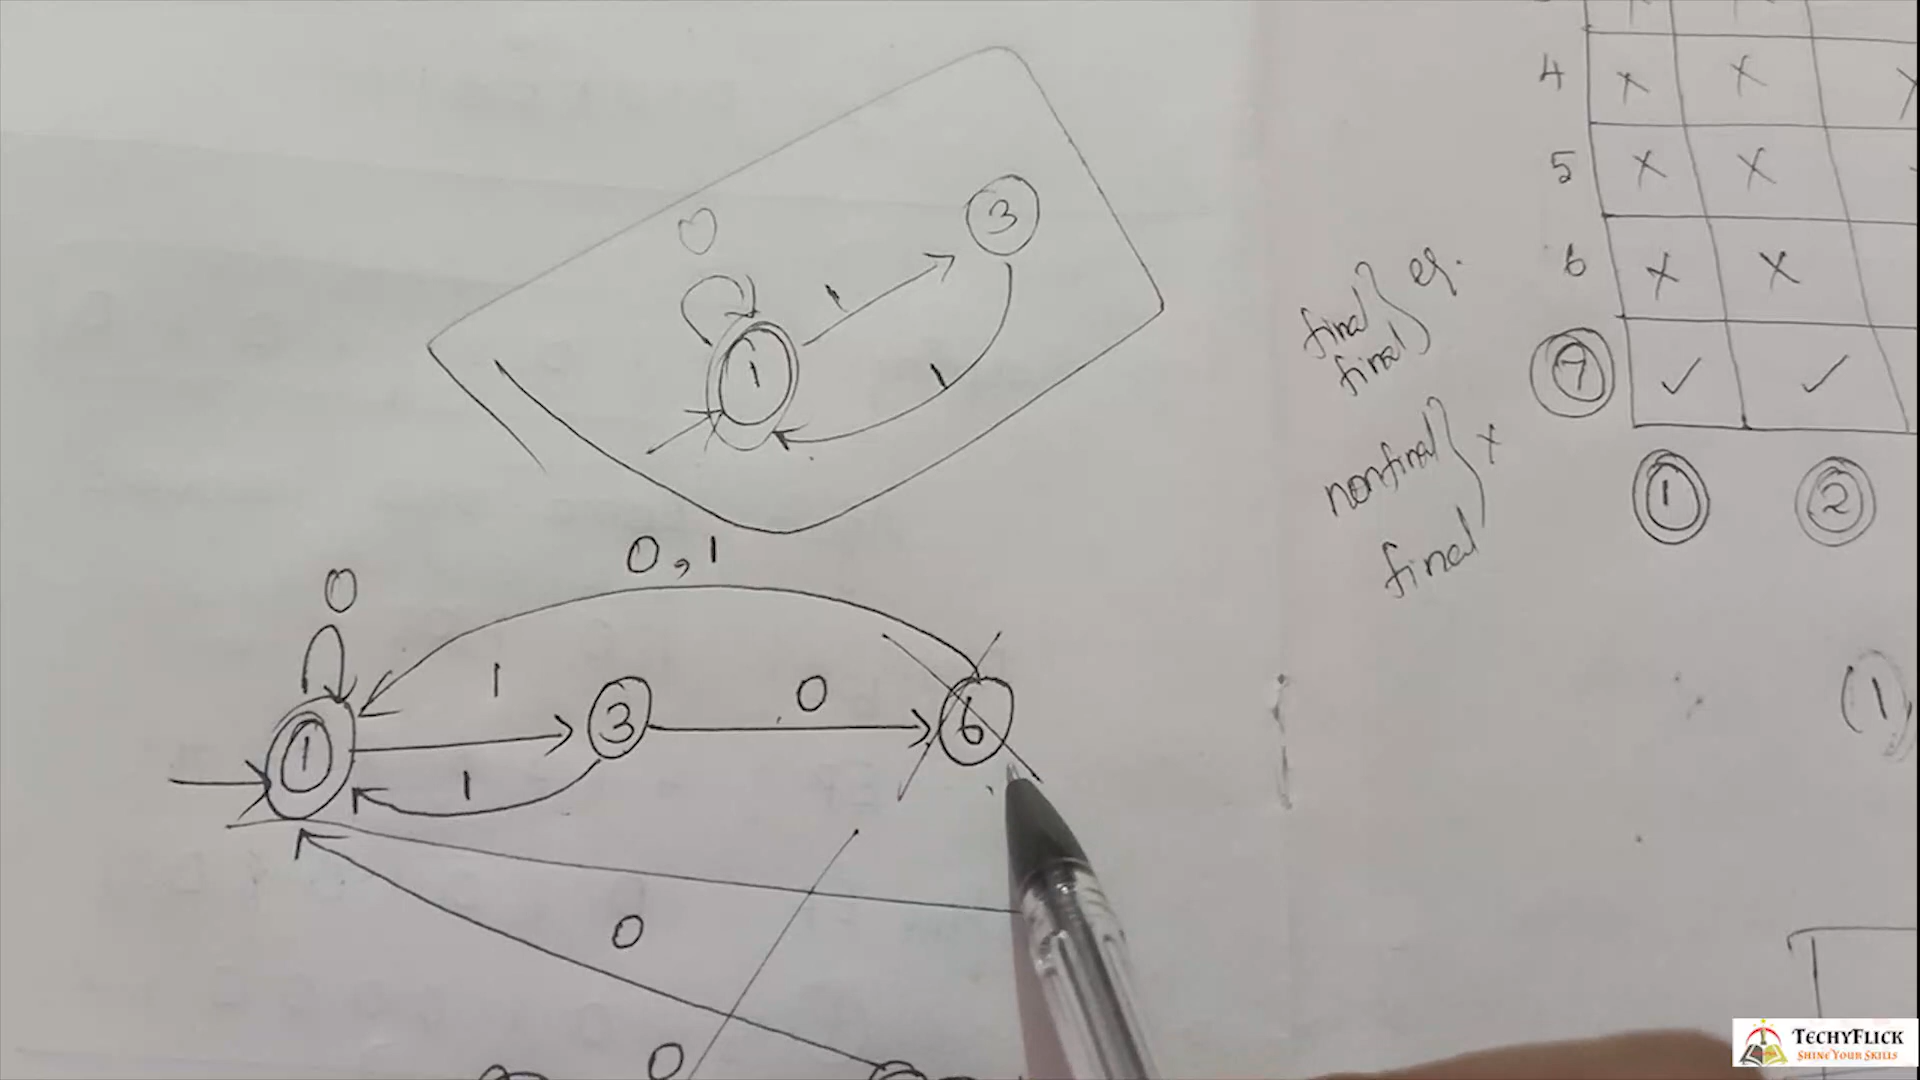 0
3
1
1
1
0,1
0
1
1
3
0
6
1
0
0
final } eq.
final
nonfinal } x
final
4 x x
5 x x
6 x x
7 ✓ ✓
1 2
1
TECHYFLICK
SHINE YOUR SKILLS